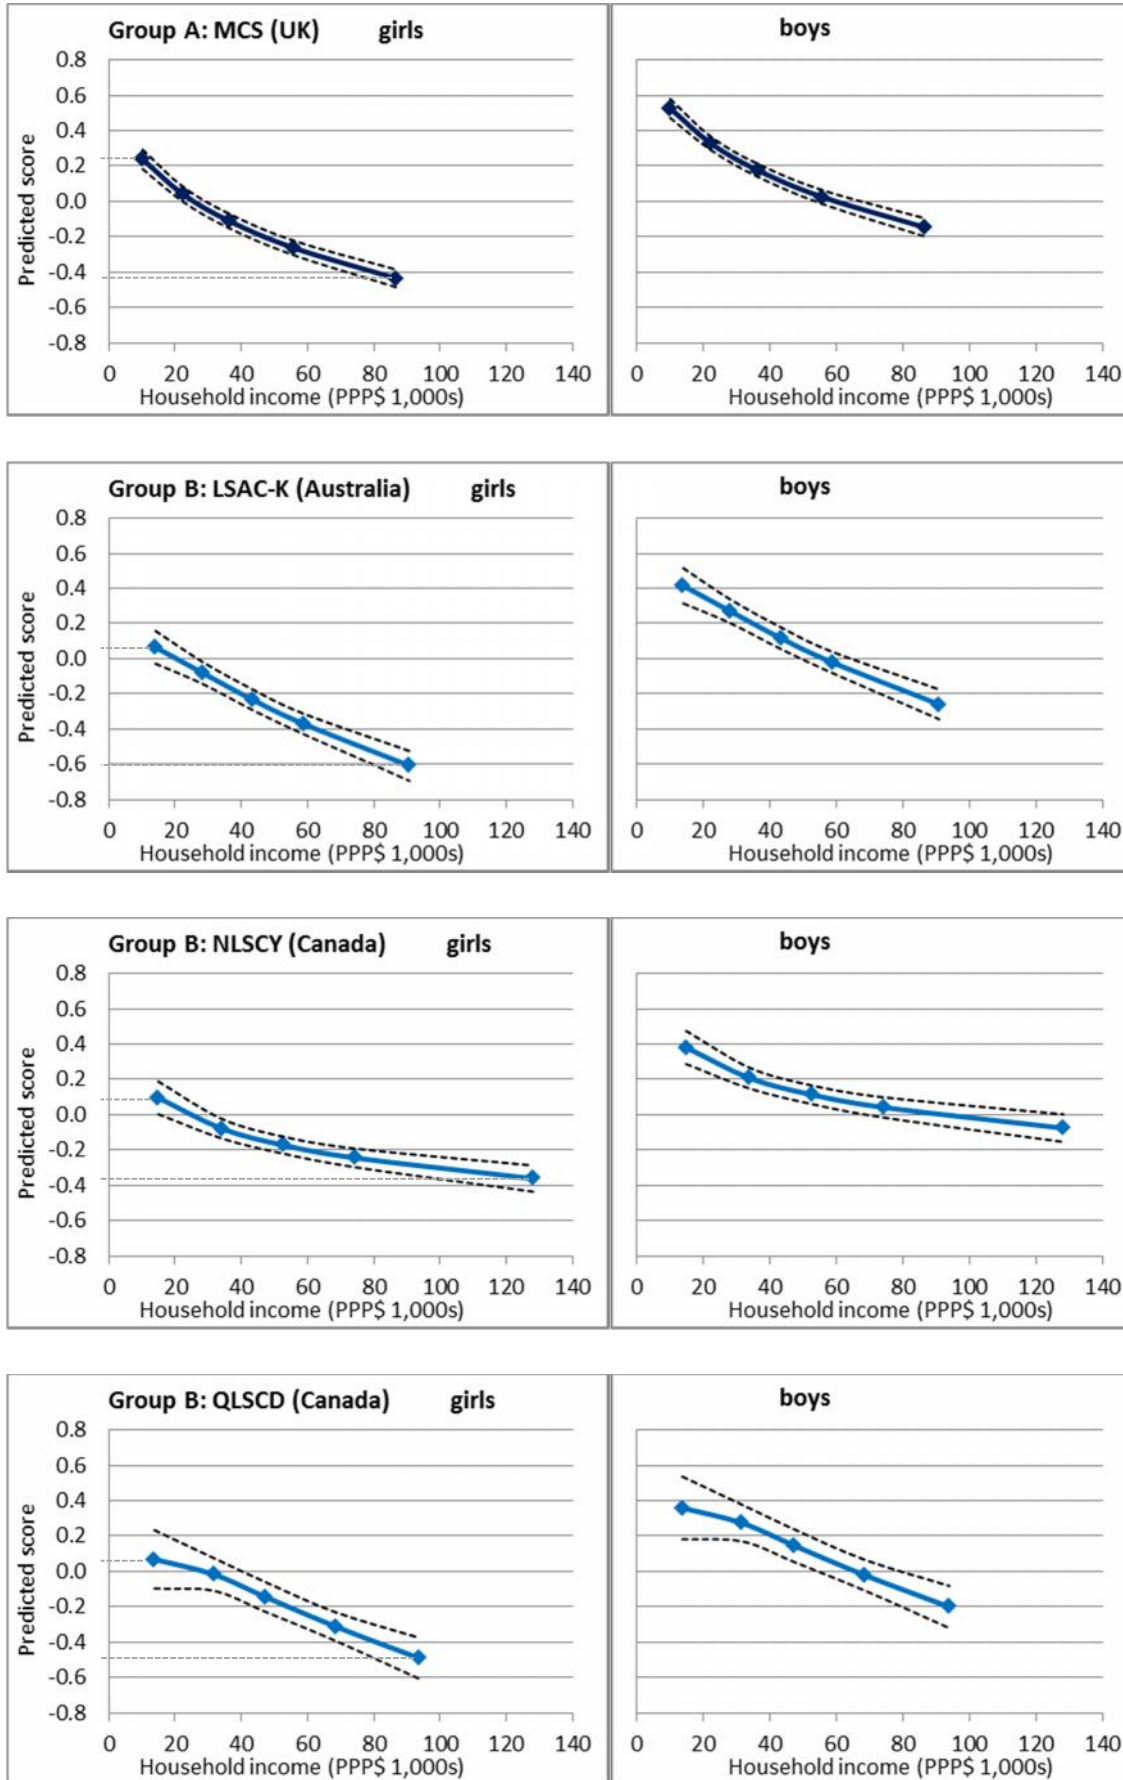 Group A: MCS (UK) girls
boys
Predicted score
0.8
0.6
0.4
0.2
0.0
-0.2
-0.4
-0.6
-0.8
0 20 40 60 80 100 120 140
Household income (PPP$ 1,000s)
0 20 40 60 80 100 120 140
Household income (PPP$ 1,000s)
Group B: LSAC-K (Australia) girls
boys
Predicted score
0.8
0.6
0.4
0.2
0.0
-0.2
-0.4
-0.6
-0.8
0 20 40 60 80 100 120 140
Household income (PPP$ 1,000s)
0 20 40 60 80 100 120 140
Household income (PPP$ 1,000s)
Group B: NLSCY (Canada) girls
boys
Predicted score
0.8
0.6
0.4
0.2
0.0
-0.2
-0.4
-0.6
-0.8
0 20 40 60 80 100 120 140
Household income (PPP$ 1,000s)
0 20 40 60 80 100 120 140
Household income (PPP$ 1,000s)
Group B: QLSCD (Canada) girls
boys
Predicted score
0.8
0.6
0.4
0.2
0.0
-0.2
-0.4
-0.6
-0.8
0 20 40 60 80 100 120 140
Household income (PPP$ 1,000s)
0 20 40 60 80 100 120 140
Household income (PPP$ 1,000s)